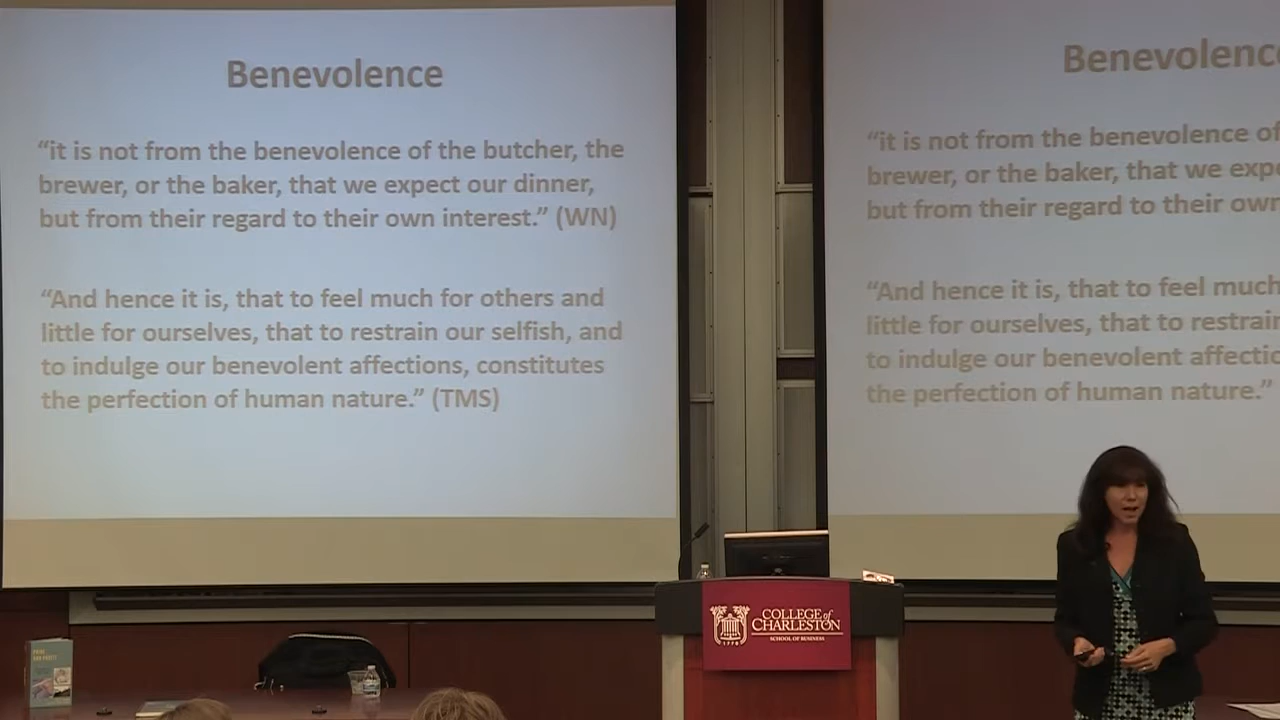 Benevolence
“it is not from the benevolence of the butcher, the
brewer, or the baker, that we expect our dinner,
but from their regard to their own interest.” (WN)
“And hence it is, that to feel much for others and
little for ourselves, that to restrain our selfish, and
to indulge our benevolent affections, constitutes
the perfection of human nature.” (TMS)
Benevolenc
“it is not from the benevolence of
brewer, or the baker, that we expe
but from their regard to their own
“And hence it is, that to feel much
little for ourselves, that to restrain
to indulge our benevolent affectio
the perfection of human nature.”
COLLEGE of
CHARLESTON
SCHOOL OF BUSINESS
1770
PRIDE
AND PROFIT